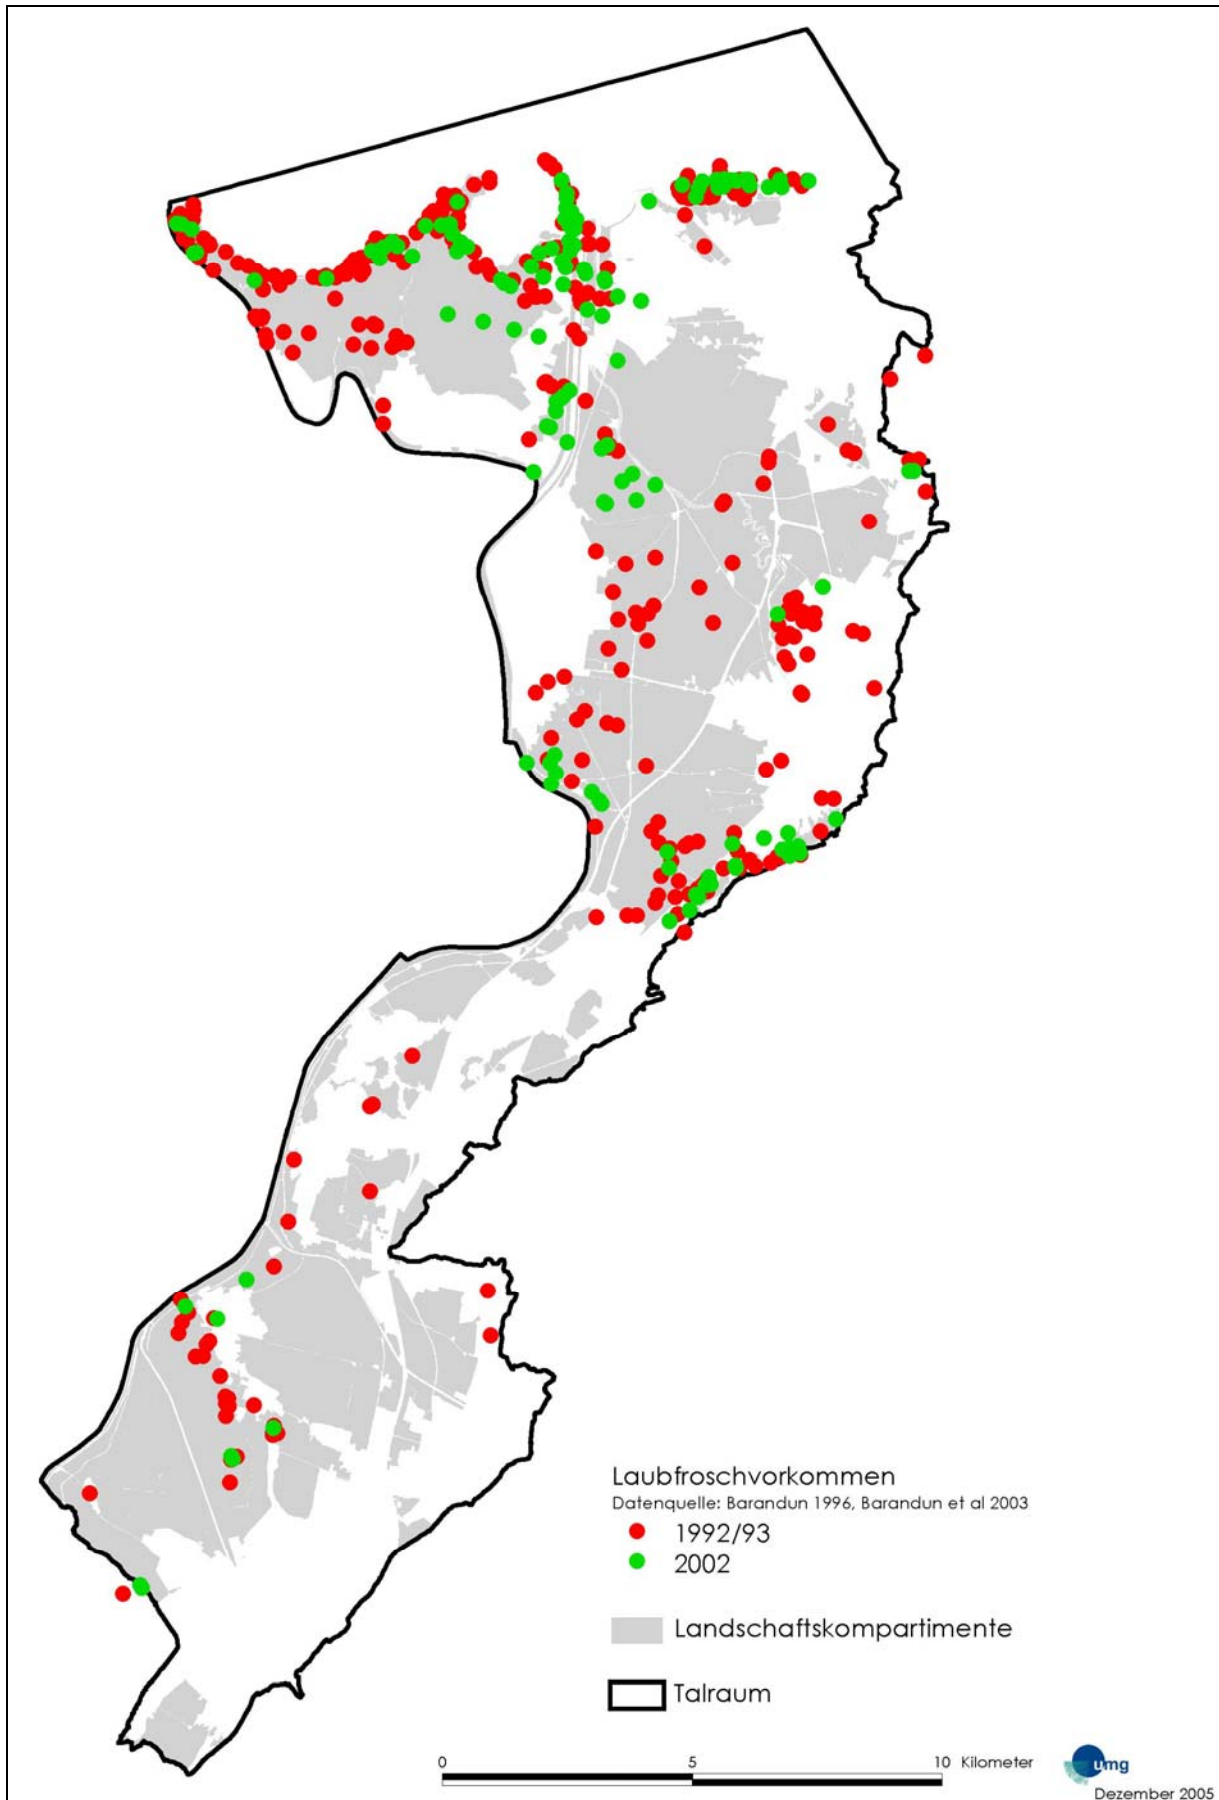 Laubfroschvorkommen
Datenquelle: Barandun 1996, Barandun et al 2003
1992/93
2002
Landschaftskompartimente
Talraum
0 5 10 Kilometer
umg
Dezember 2005